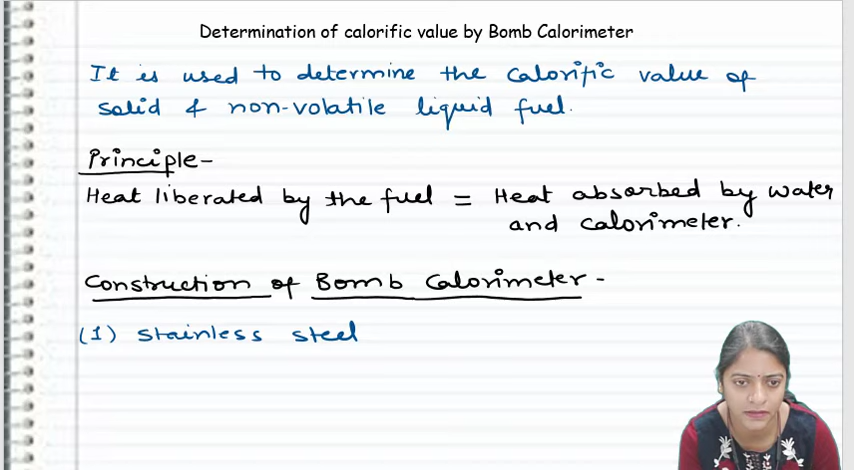 Determination of calorific value by Bomb Calorimeter
It is used to determine the calorific value of
solid & non-volatile liquid fuel.
Principle-
Heat liberated by the fuel = Heat absorbed by water
and calorimeter.
Construction of Bomb Calorimeter -
(1) stainless steel